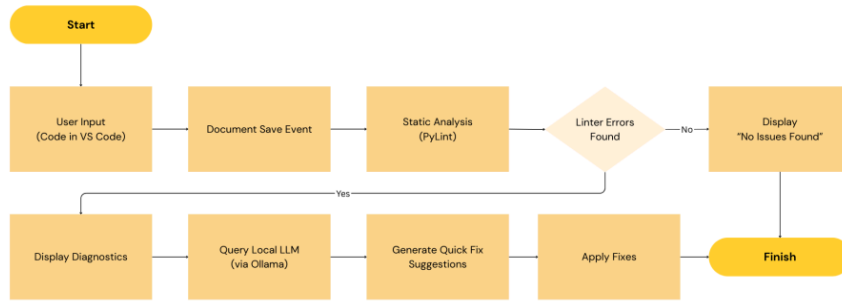 Start
User Input
(Code in VS Code)
Document Save Event
Static Analysis
(PyLint)
Linter Errors
Found
No
Display
“No Issues Found”
Yes
Display Diagnostics
Query Local LLM
(via Ollama)
Generate Quick Fix
Suggestions
Apply Fixes
Finish